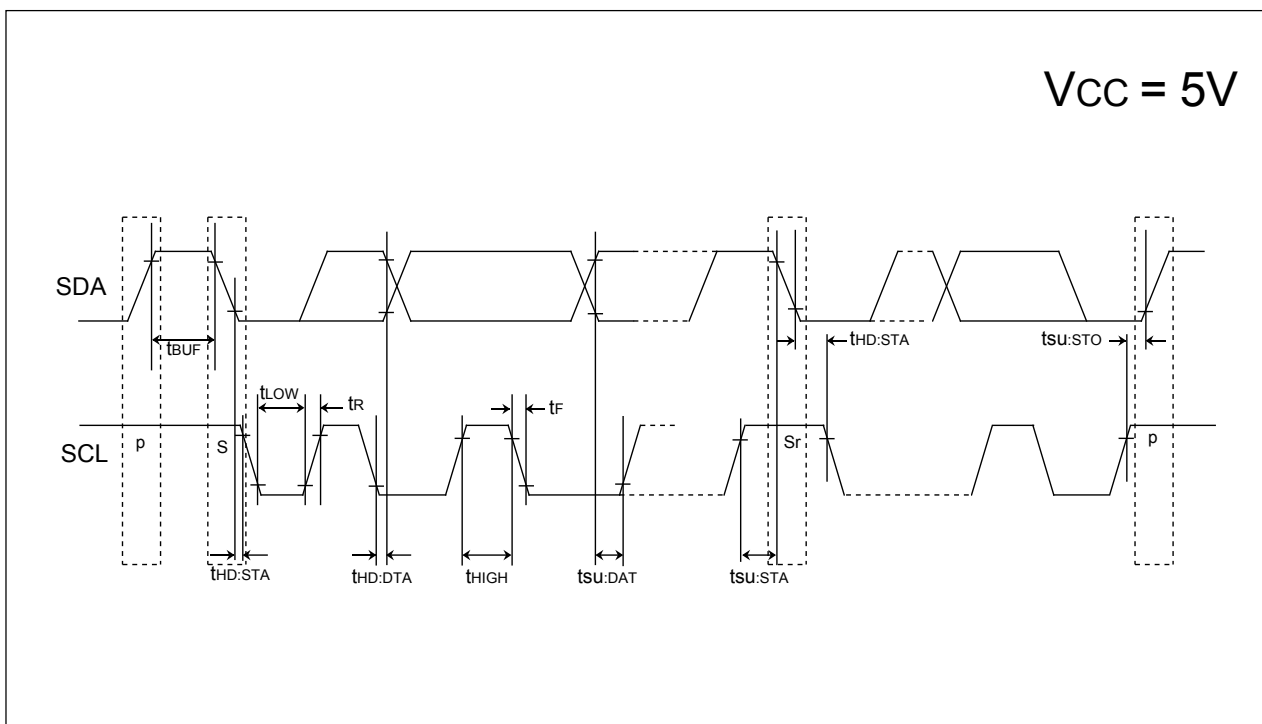 VCC = 5V
SDA
tBUF
tHD:STA
tsu:STO
tLOW
tR
tF
SCL
p
S
Sr
p
tHD:STA
tHD:DTA
tHIGH
tsu:DAT
tsu:STA